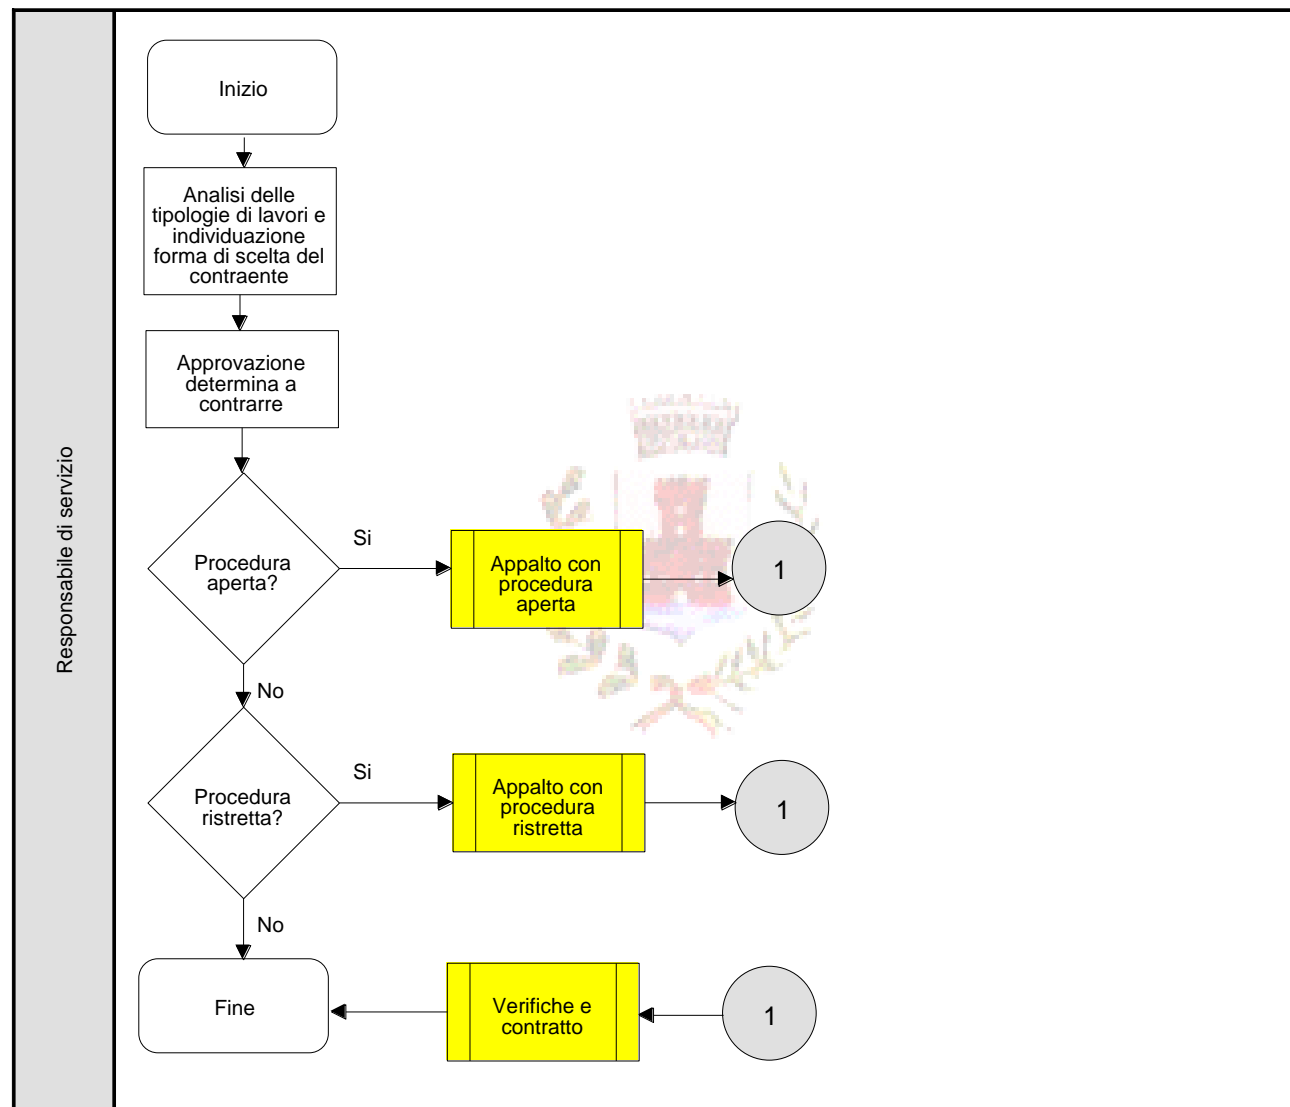 Responsabile di servizio
Inizio
Analisi delle
tipologie di lavori e
individuazione
forma di scelta del
contraente
Approvazione
determina a
contrarre
Procedura
aperta?
Si
Appalto con
procedura
aperta
1
No
Procedura
ristretta?
Si
Appalto con
procedura
ristretta
1
No
Fine
Verifiche e
contratto
1